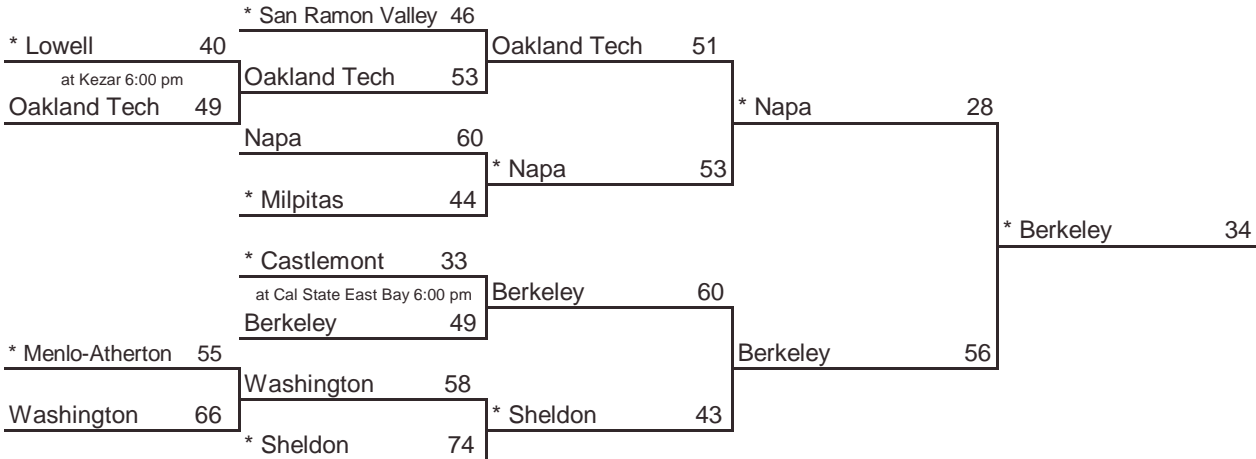 * San Ramon Valley 46
* Lowell 40
Oakland Tech 51
at Kezar 6:00 pm
Oakland Tech 53
Oakland Tech 49
* Napa 28
Napa 60
* Napa 53
* Milpitas 44
* Berkeley 34
* Castlemont 33
at Cal State East Bay 6:00 pm
Berkeley 60
Berkeley 49
* Menlo-Atherton 55
Berkeley 56
Washington 58
Washington 66
* Sheldon 43
* Sheldon 74